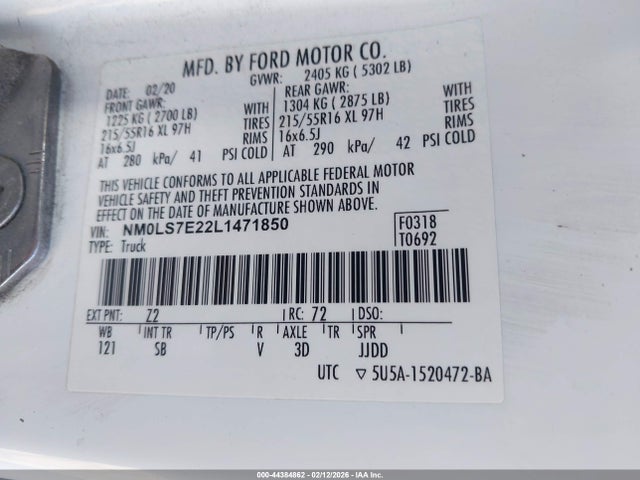 MFD. BY FORD MOTOR CO.
DATE: 02/20 GVWR: 2405 KG ( 5302 LB)
FRONT GAWR: REAR GAWR:
1225 KG ( 2700 LB) WITH 1304 KG ( 2875 LB) WITH
215/55R16 XL 97H TIRES 215/55R16 XL 97H TIRES
16x6.5J RIMS 16x6.5J RIMS
AT 280 kPa/ 41 PSI COLD AT 290 kPa/ 42 PSI COLD
THIS VEHICLE CONFORMS TO ALL APPLICABLE FEDERAL MOTOR
VEHICLE SAFETY AND THEFT PREVENTION STANDARDS IN
EFFECT ON THE DATE OF MANUFACTURE SHOWN ABOVE.
VIN: NM0LS7E22L1471850 F0318
TYPE: Truck T0692
EXT PNT: Z2 RC: 72 DSO:
WB INT TR TP/PS R AXLE TR SPR
121 SB V 3D JJDD
UTC ▽ 5U5A-1520472-BA
000-44384862 - 02/12/2026 - IAA Inc.